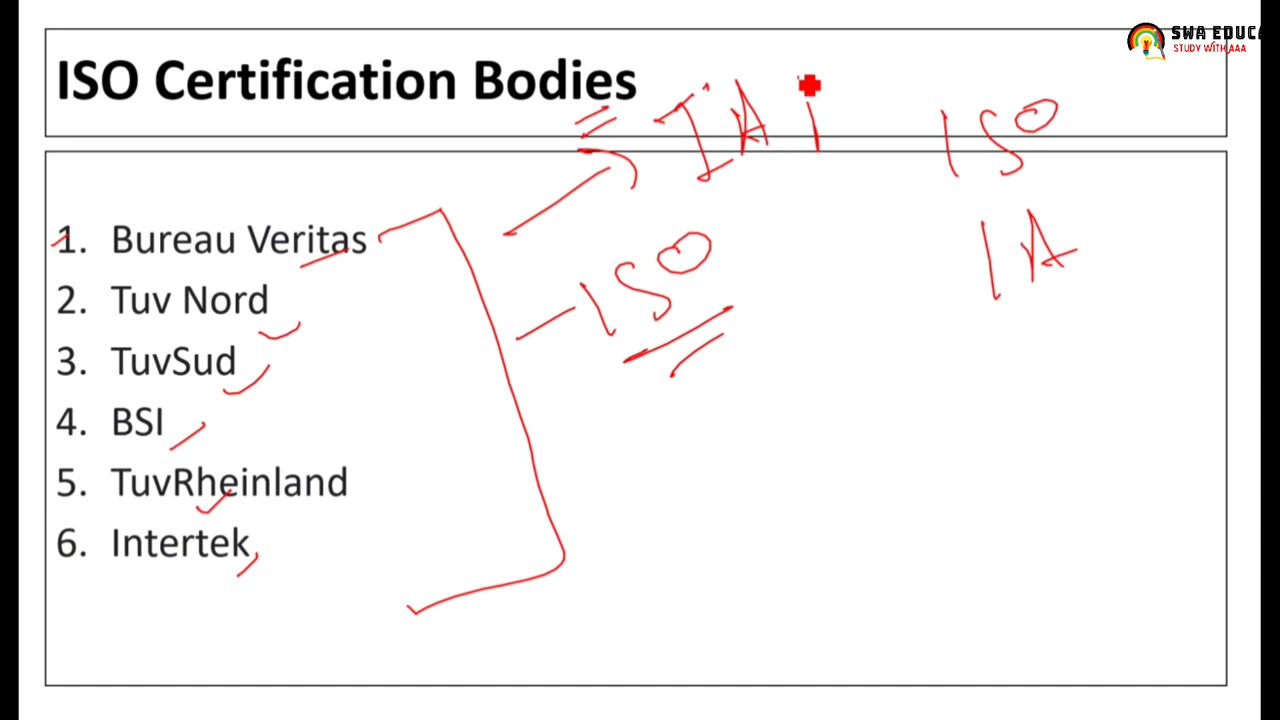 SWA EDUCA
STUDY WITH AAA
ISO Certification Bodies
IA
ISO
1. Bureau Veritas
2. Tuv Nord
ISO
IA
3. TuvSud
4. BSI
5. TuvRheinland
6. Intertek